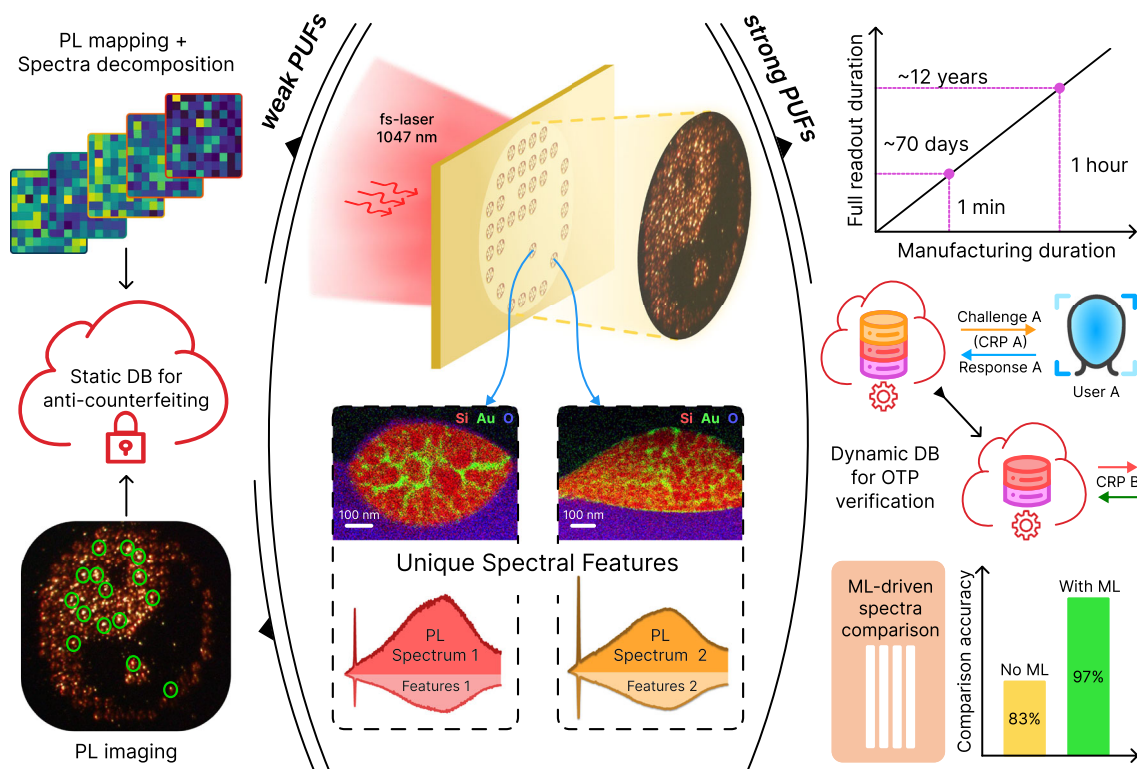 PL mapping +
Spectra decomposition
Static DB for
anti-counterfeiting
PL imaging
weak PUFs
fs-laser
1047 nm
strong PUFs
Si Au O
100 nm
Si Au O
100 nm
Unique Spectral Features
PL
Spectrum 1
Features 1
PL
Spectrum 2
Features 2
Full readout duration
~12 years
~70 days
1 hour
1 min
Manufacturing duration
Challenge A
(CRP A)
Response A
User A
Dynamic DB
for OTP
verification
CRP B
ML-driven
spectra
comparison
Comparison accuracy
With ML
No ML
97%
83%